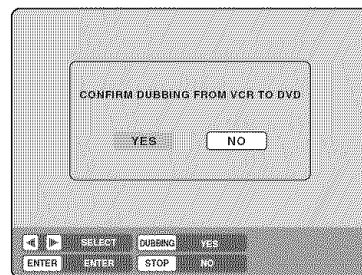 CONFIRM DUBBING FROM VCR TO DVD
YES NO
SELECT DUBBING YES
ENTER ENTER STOP NO